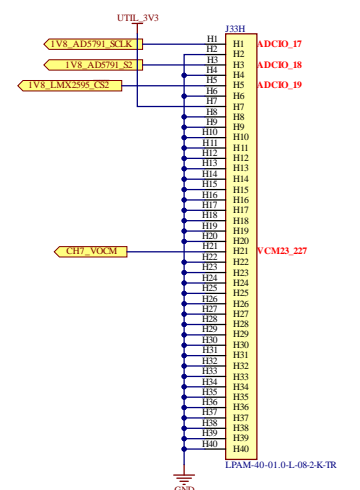 UTIL_3V3
J33H
1V8_AD5791_SCLK H1 H1 ADCIO_17
H2 H2
1V8_AD5791_S2 H3 H3 ADCIO_18
H4 H4
1V8_LMX2595_CS2 H5 H5 ADCIO_19
H6 H6
H7 H7
H8 H8
H9 H9
H10 H10
H11 H11
H12 H12
H13 H13
H14 H14
H15 H15
H16 H16
H17 H17
H18 H18
H19 H19
H20 H20
CH7_VOCM H21 H21 VCM23_227
H22 H22
H23 H23
H24 H24
H25 H25
H26 H26
H27 H27
H28 H28
H29 H29
H30 H30
H31 H31
H32 H32
H33 H33
H34 H34
H35 H35
H36 H36
H37 H37
H38 H38
H39 H39
H40 H40
LPAM-40-01.0-L-08-2-K-TR
GND